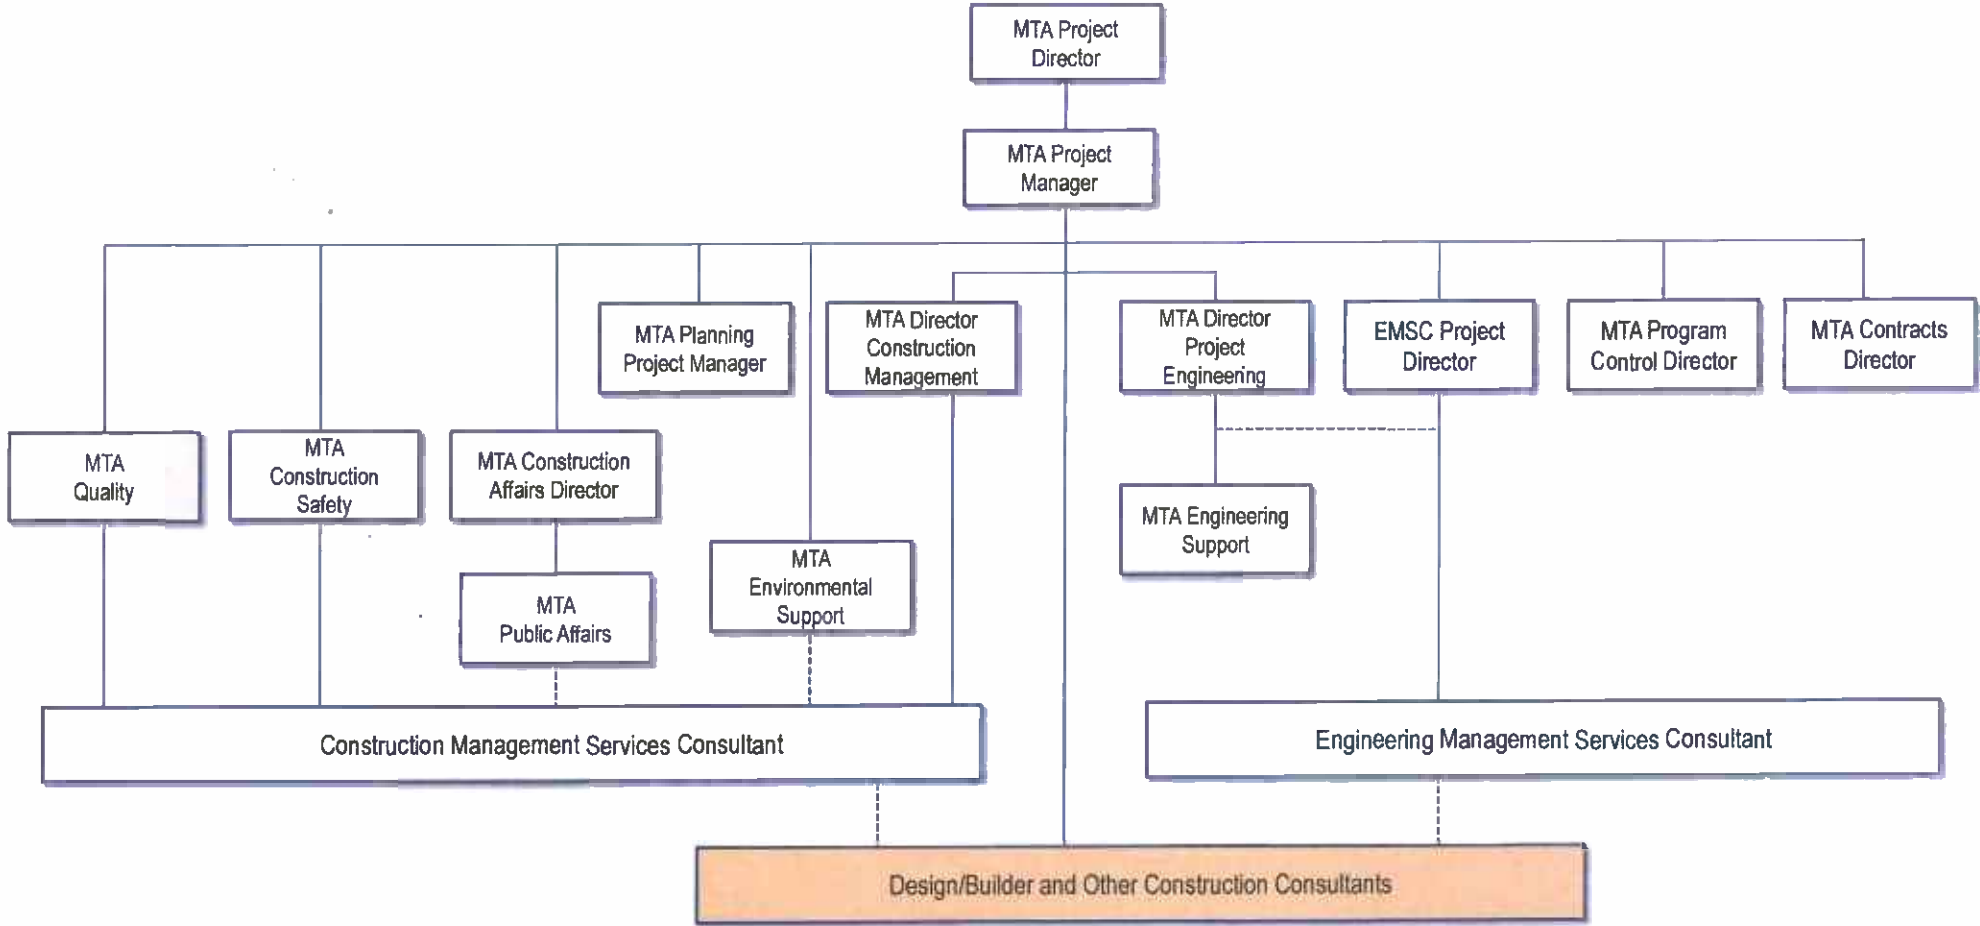 MTA Project
Director
MTA Project
Manager
MTA Planning
Project Manager
MTA Director
Construction
Management
MTA Director
Project
Engineering
EMSC Project
Director
MTA Program
Control Director
MTA Contracts
Director
MTA
Quality
MTA
Construction
Safety
MTA Construction
Affairs Director
MTA Engineering
Support
MTA
Public Affairs
MTA
Environmental
Support
Construction Management Services Consultant
Engineering Management Services Consultant
Design/Builder and Other Construction Consultants